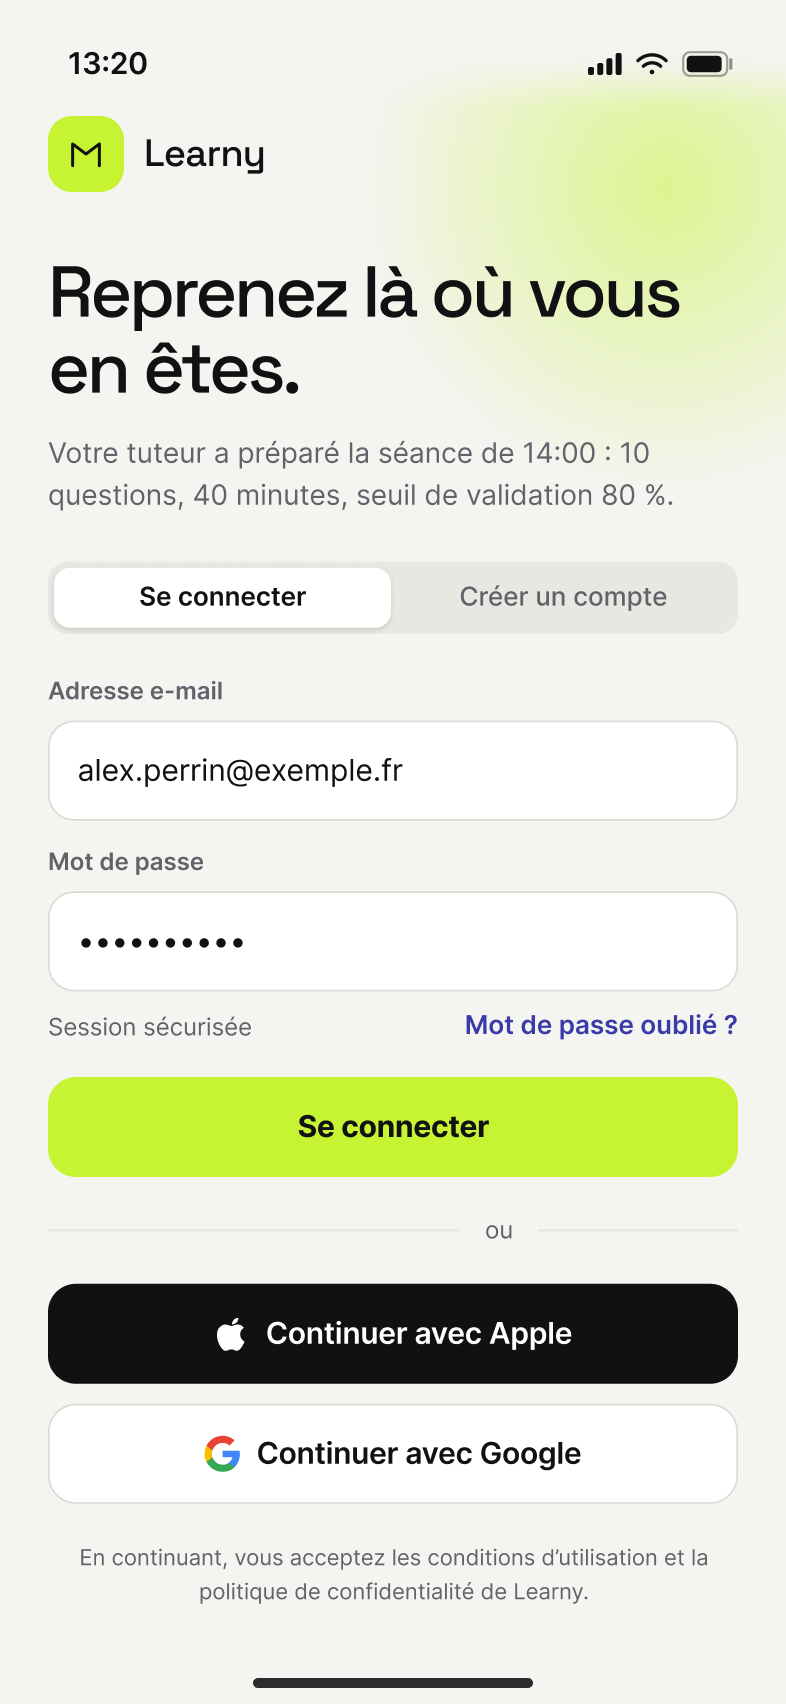 13:20
Learny
Reprenez là où vous
en êtes.
Votre tuteur a préparé la séance de 14:00 : 10
questions, 40 minutes, seuil de validation 80 %.
Se connecter
Créer un compte
Adresse e-mail
alex.perrin@exemple.fr
Mot de passe
••••••••••
Session sécurisée
Mot de passe oublié ?
Se connecter
ou
Continuer avec Apple
Continuer avec Google
En continuant, vous acceptez les conditions d’utilisation et la
politique de confidentialité de Learny.